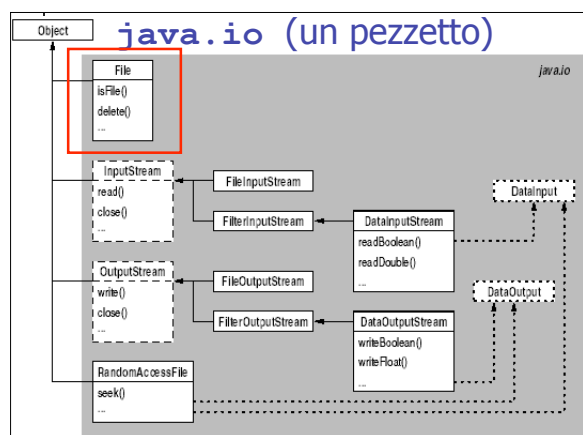 Object
java.io (un pezzetto)
java.io
File
isFile()
delete()
...
InputStream
read()
close()
...
FileInputStream
FilterInputStream
DataInputStream
readBoolean()
readDouble()
...
DataInput
OutputStream
write()
close()
...
FileOutputStream
FilterOutputStream
DataOutputStream
writeBoolean()
writeFloat()
...
DataOutput
RandomAccessFile
seek()
...